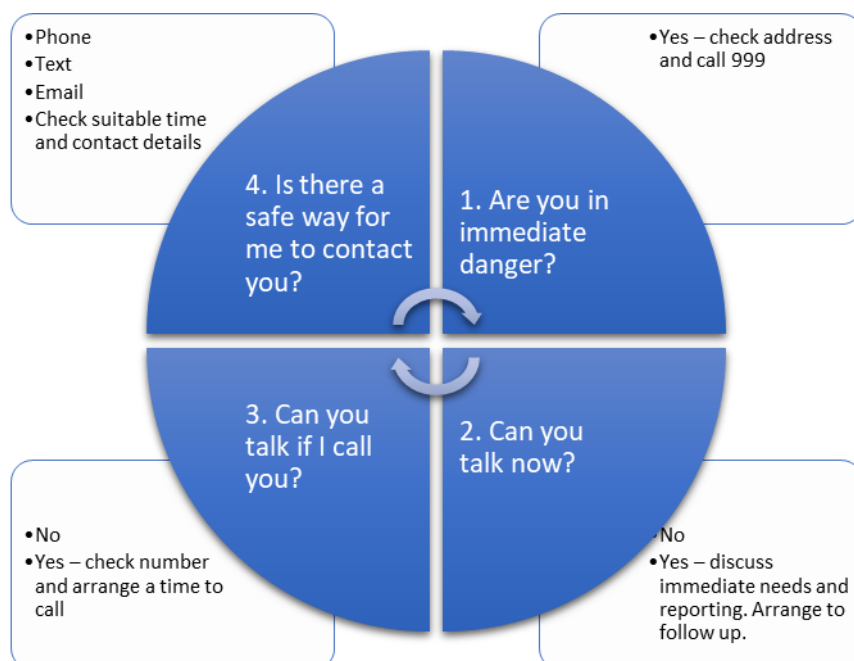 •Phone
•Text
•Email
•Check suitable time
and contact details
•Yes – check address
and call 999
4. Is there a
safe way for
me to contact
you?
1. Are you in
immediate
danger?
3. Can you
talk if I call
you?
2. Can you
talk now?
•No
•Yes – check number
and arrange a time to
call
•No
•Yes – discuss
immediate needs and
reporting. Arrange to
follow up.